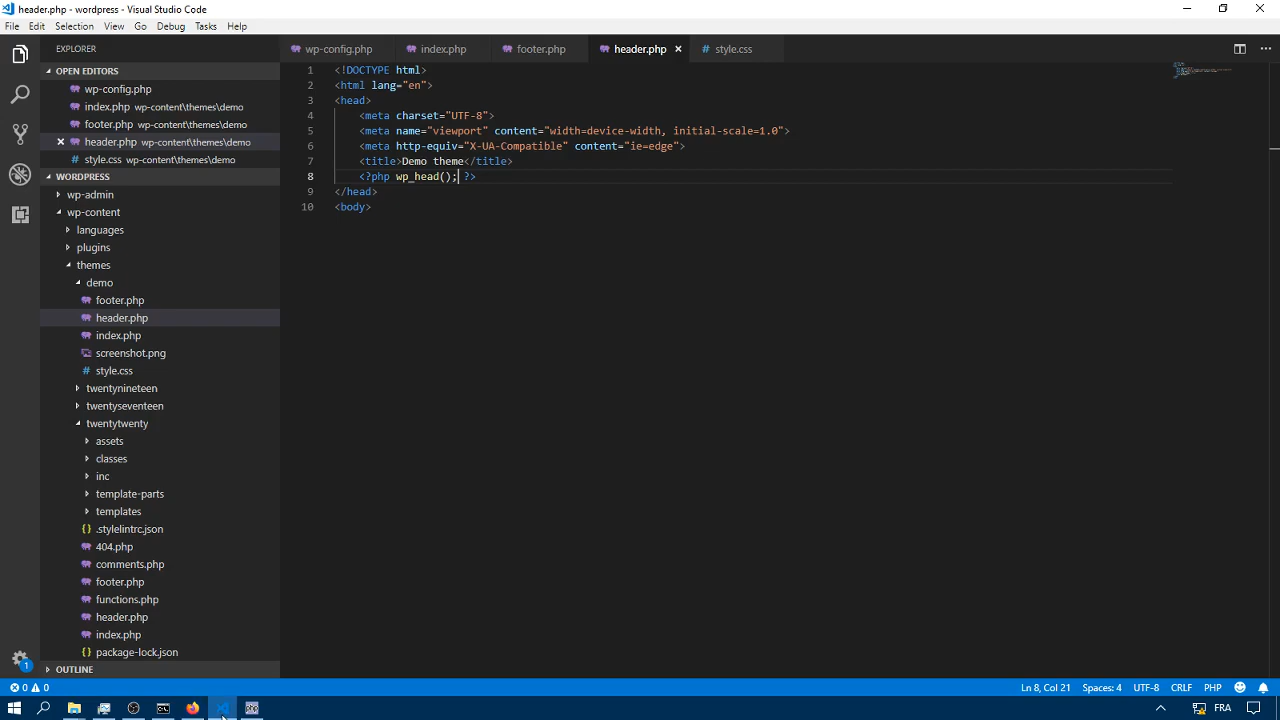 header.php - wordpress - Visual Studio Code
File Edit Selection View Go Debug Tasks Help
EXPLORER
wp-config.php index.php footer.php header.php style.css
OPEN EDITORS
wp-config.php
index.php wp-content\themes\demo
footer.php wp-content\themes\demo
header.php wp-content\themes\demo
style.css wp-content\themes\demo
WORDPRESS
wp-admin
wp-content
languages
plugins
themes
demo
footer.php
header.php
index.php
screenshot.png
style.css
twentynineteen
twentyseventeen
twentytwenty
assets
classes
inc
template-parts
templates
.stylelintrc.json
404.php
comments.php
footer.php
functions.php
header.php
index.php
package-lock.json
OUTLINE
1 <!DOCTYPE html>
2 <html lang="en">
3 <head>
4 <meta charset="UTF-8">
5 <meta name="viewport" content="width=device-width, initial-scale=1.0">
6 <meta http-equiv="X-UA-Compatible" content="ie=edge">
7 <title>Demo theme</title>
8 <?php wp_head(); ?>
9 </head>
10 <body>
1
0 0 Ln 8, Col 21 Spaces: 4 UTF-8 CRLF PHP
FRA